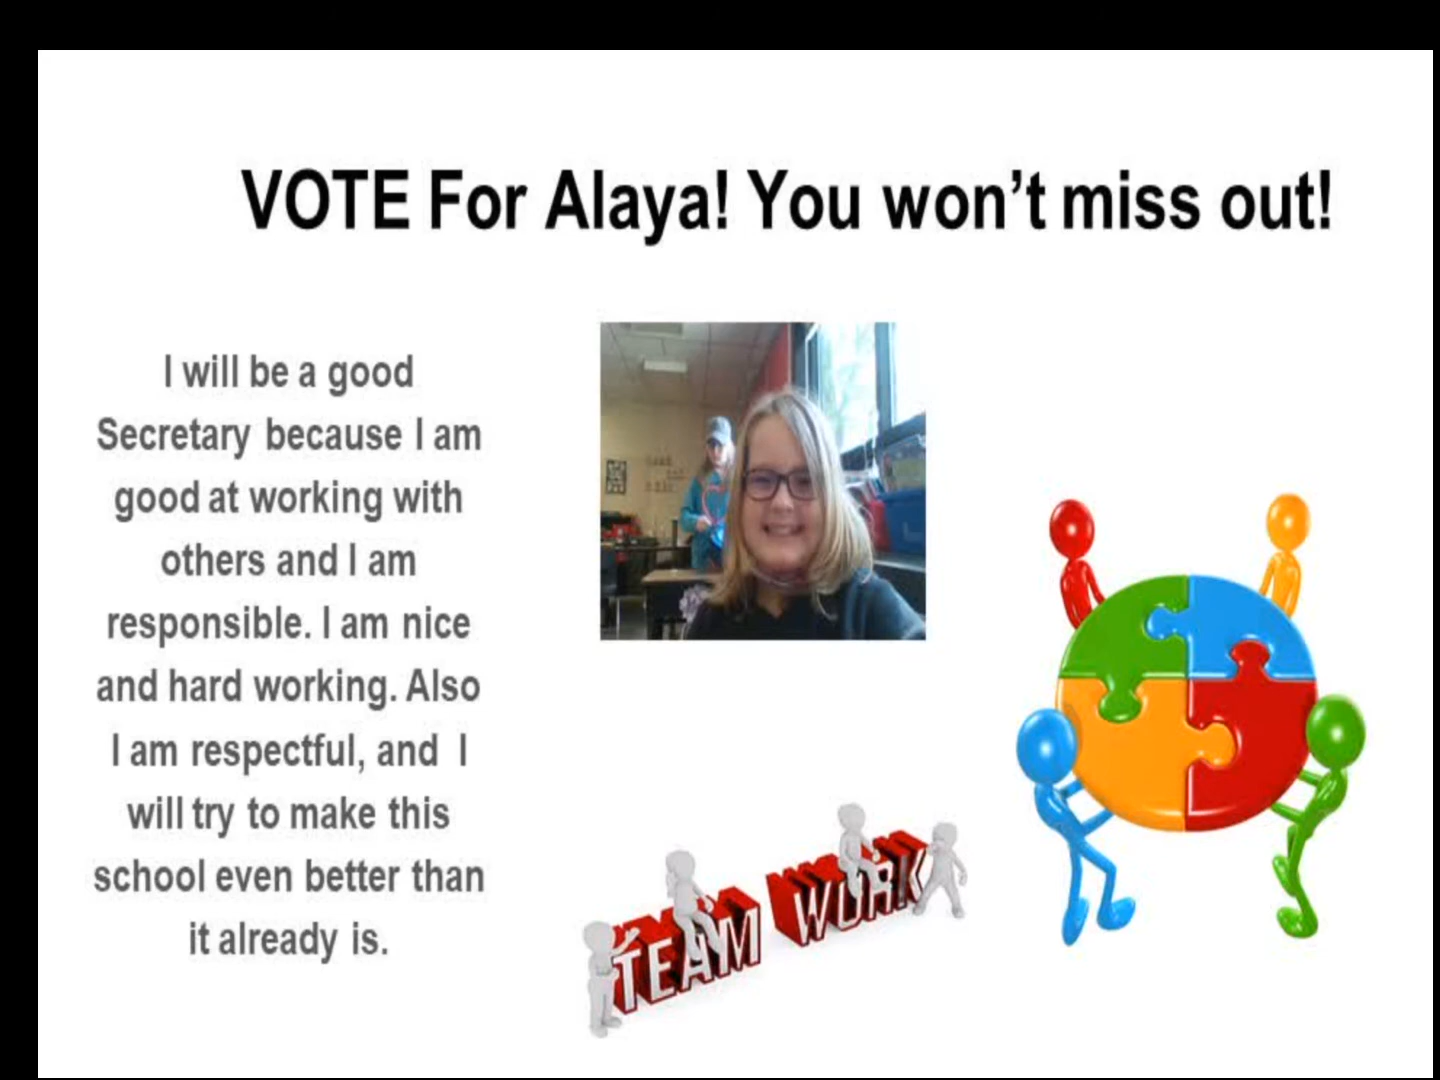 VOTE For Alaya! You won't miss out!
I will be a good
Secretary because I am
good at working with
others and I am
responsible. I am nice
and hard working. Also
I am respectful, and I
will try to make this
school even better than
it already is.
TEAM WORK